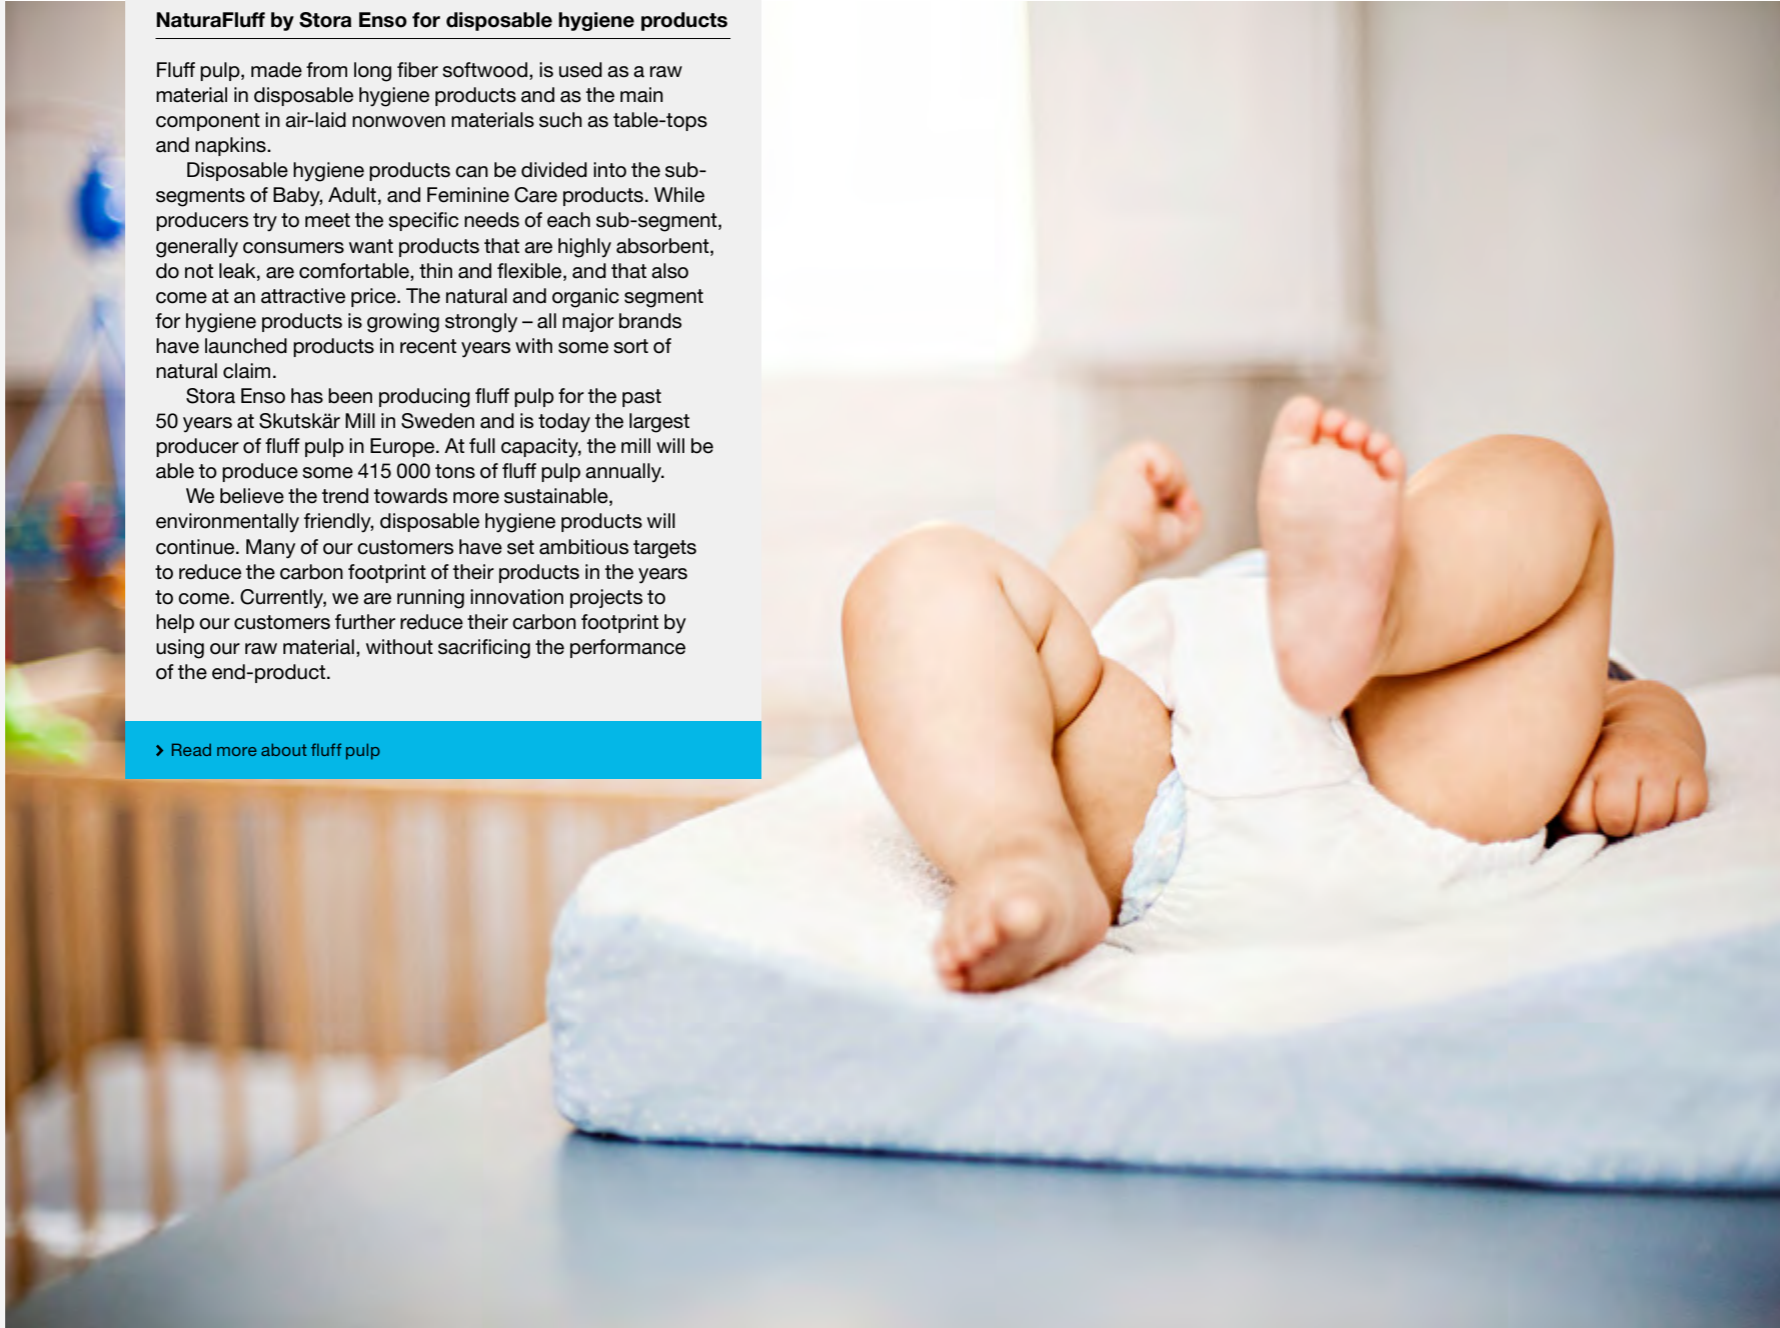 NaturaFluff by Stora Enso for disposable hygiene products
Fluff pulp, made from long fiber softwood, is used as a raw
material in disposable hygiene products and as the main
component in air-laid nonwoven materials such as table-tops
and napkins.
Disposable hygiene products can be divided into the sub-
segments of Baby, Adult, and Feminine Care products. While
producers try to meet the specific needs of each sub-segment,
generally consumers want products that are highly absorbent,
do not leak, are comfortable, thin and flexible, and that also
come at an attractive price. The natural and organic segment
for hygiene products is growing strongly – all major brands
have launched products in recent years with some sort of
natural claim.
Stora Enso has been producing fluff pulp for the past
50 years at Skutskär Mill in Sweden and is today the largest
producer of fluff pulp in Europe. At full capacity, the mill will be
able to produce some 415 000 tons of fluff pulp annually.
We believe the trend towards more sustainable,
environmentally friendly, disposable hygiene products will
continue. Many of our customers have set ambitious targets
to reduce the carbon footprint of their products in the years
to come. Currently, we are running innovation projects to
help our customers further reduce their carbon footprint by
using our raw material, without sacrificing the performance
of the end-product.
› Read more about fluff pulp